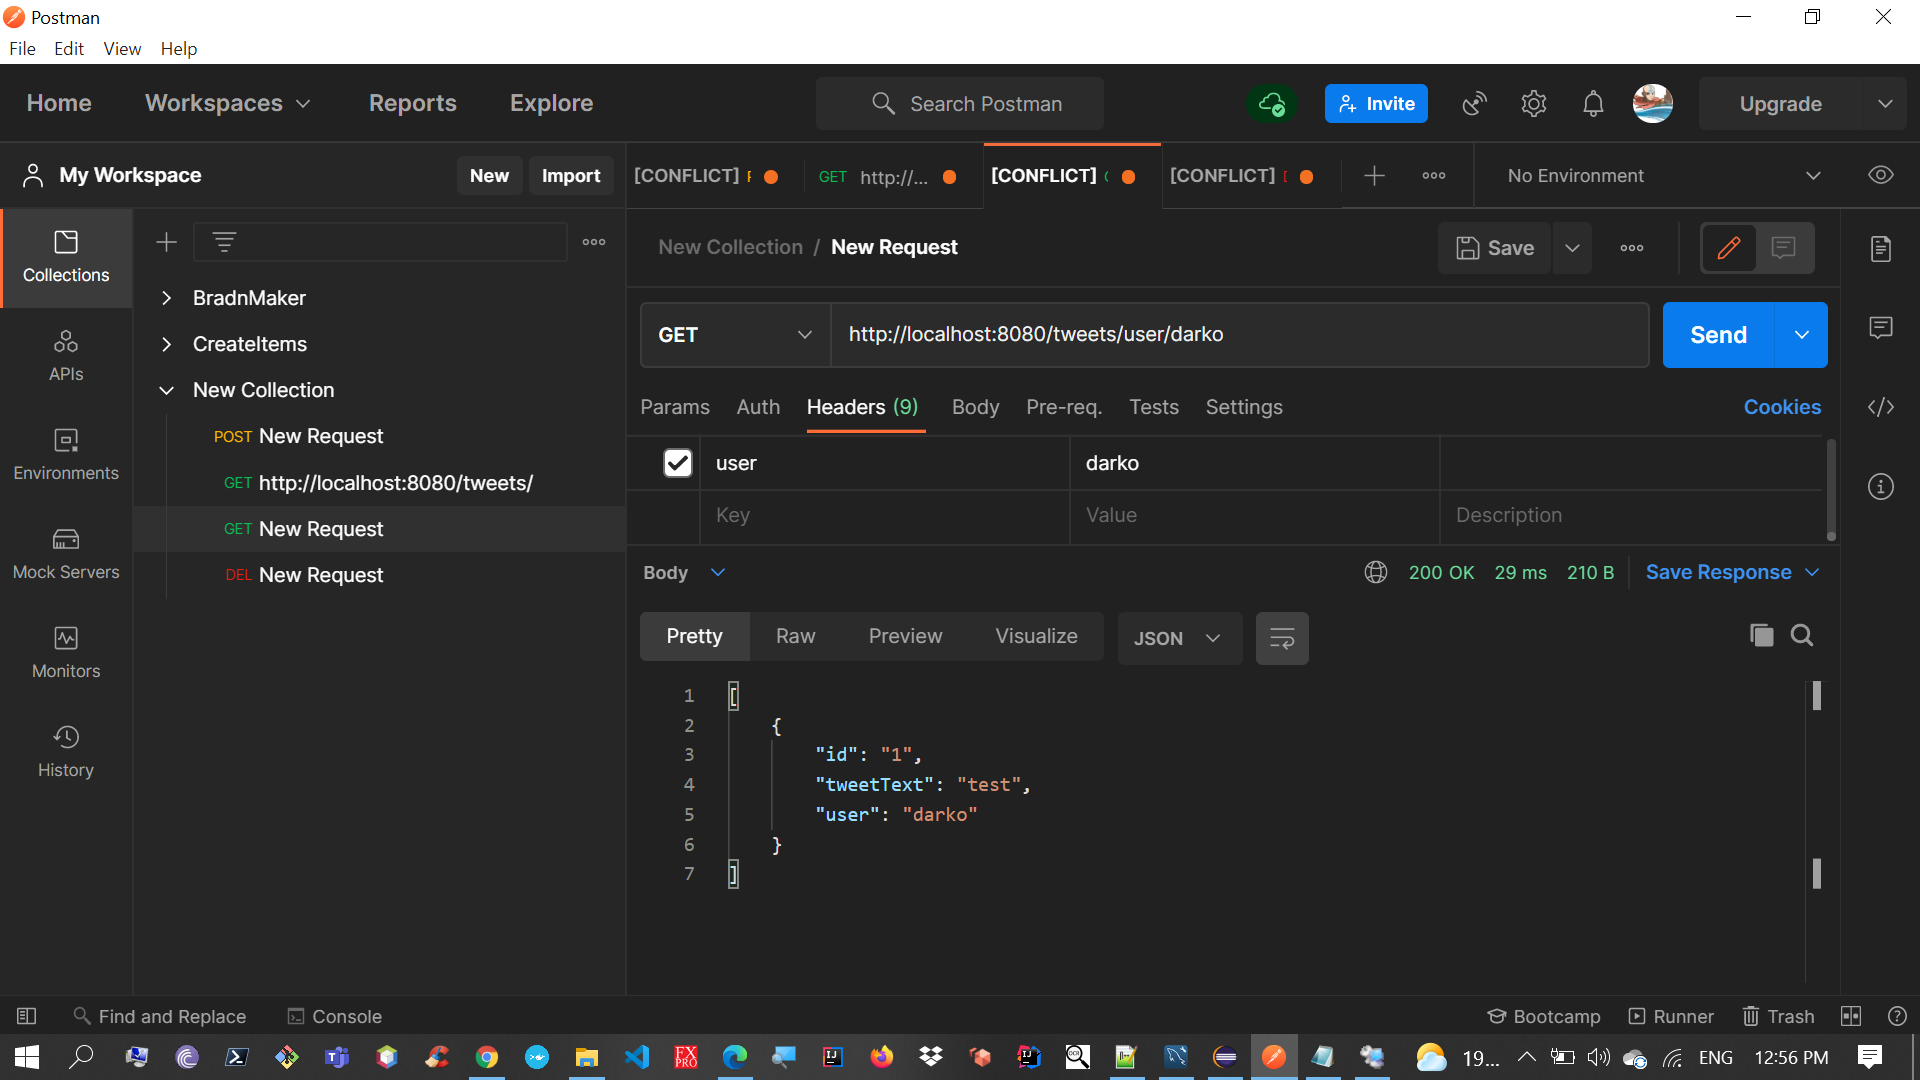 Postman
File Edit View Help
Home Workspaces Reports Explore Search Postman Invite Upgrade
My Workspace New Import [CONFLICT] GET http://... [CONFLICT] [CONFLICT] No Environment
Collections
APIs
Environments
Mock Servers
Monitors
History
BradnMaker
CreateItems
New Collection
POST New Request
GET http://localhost:8080/tweets/
GET New Request
DEL New Request
New Collection / New Request Save
GET http://localhost:8080/tweets/user/darko Send
Params Auth Headers (9) Body Pre-req. Tests Settings Cookies
user darko
Key Value Description
Body 200 OK 29 ms 210 B Save Response
Pretty Raw Preview Visualize JSON
1 [
2 {
3 "id": "1",
4 "tweetText": "test",
5 "user": "darko"
6 }
7 ]
Find and Replace Console Bootcamp Runner Trash
19... ENG 12:56 PM